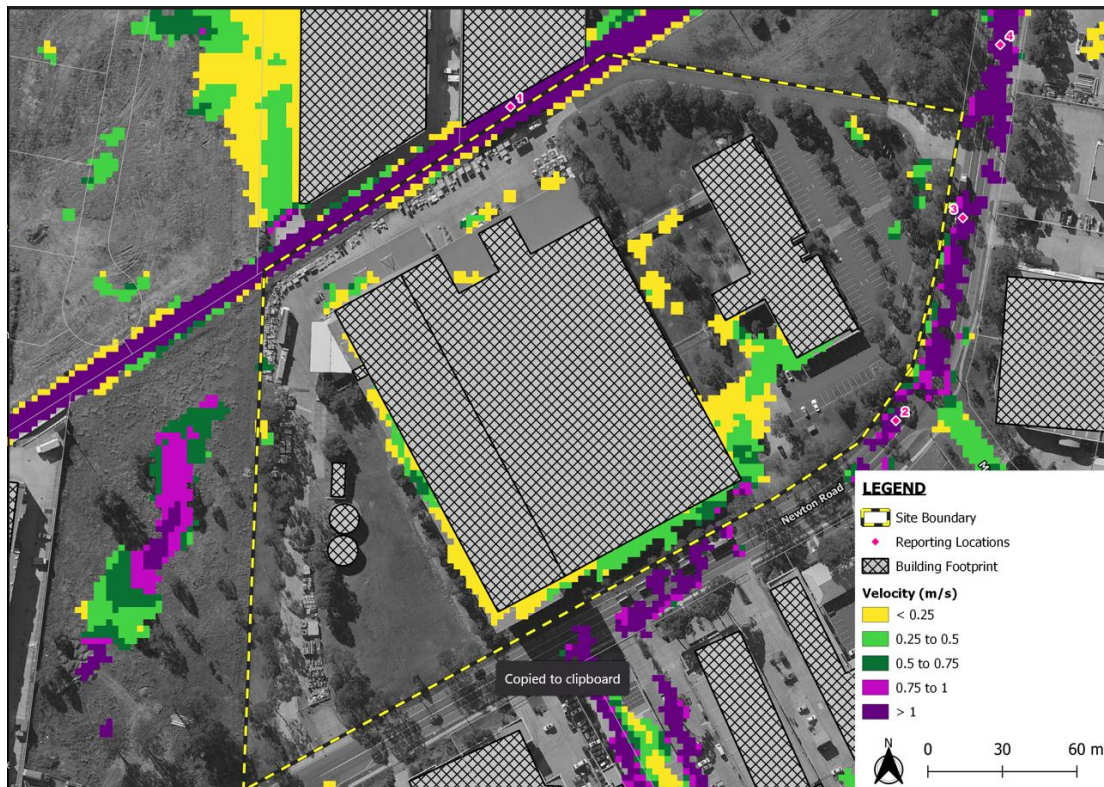 4
1
3
2
M
Newton Road
Copied to clipboard
LEGEND
Site Boundary
Reporting Locations
Building Footprint
Velocity (m/s)
< 0.25
0.25 to 0.5
0.5 to 0.75
0.75 to 1
> 1
N
0 30 60 m